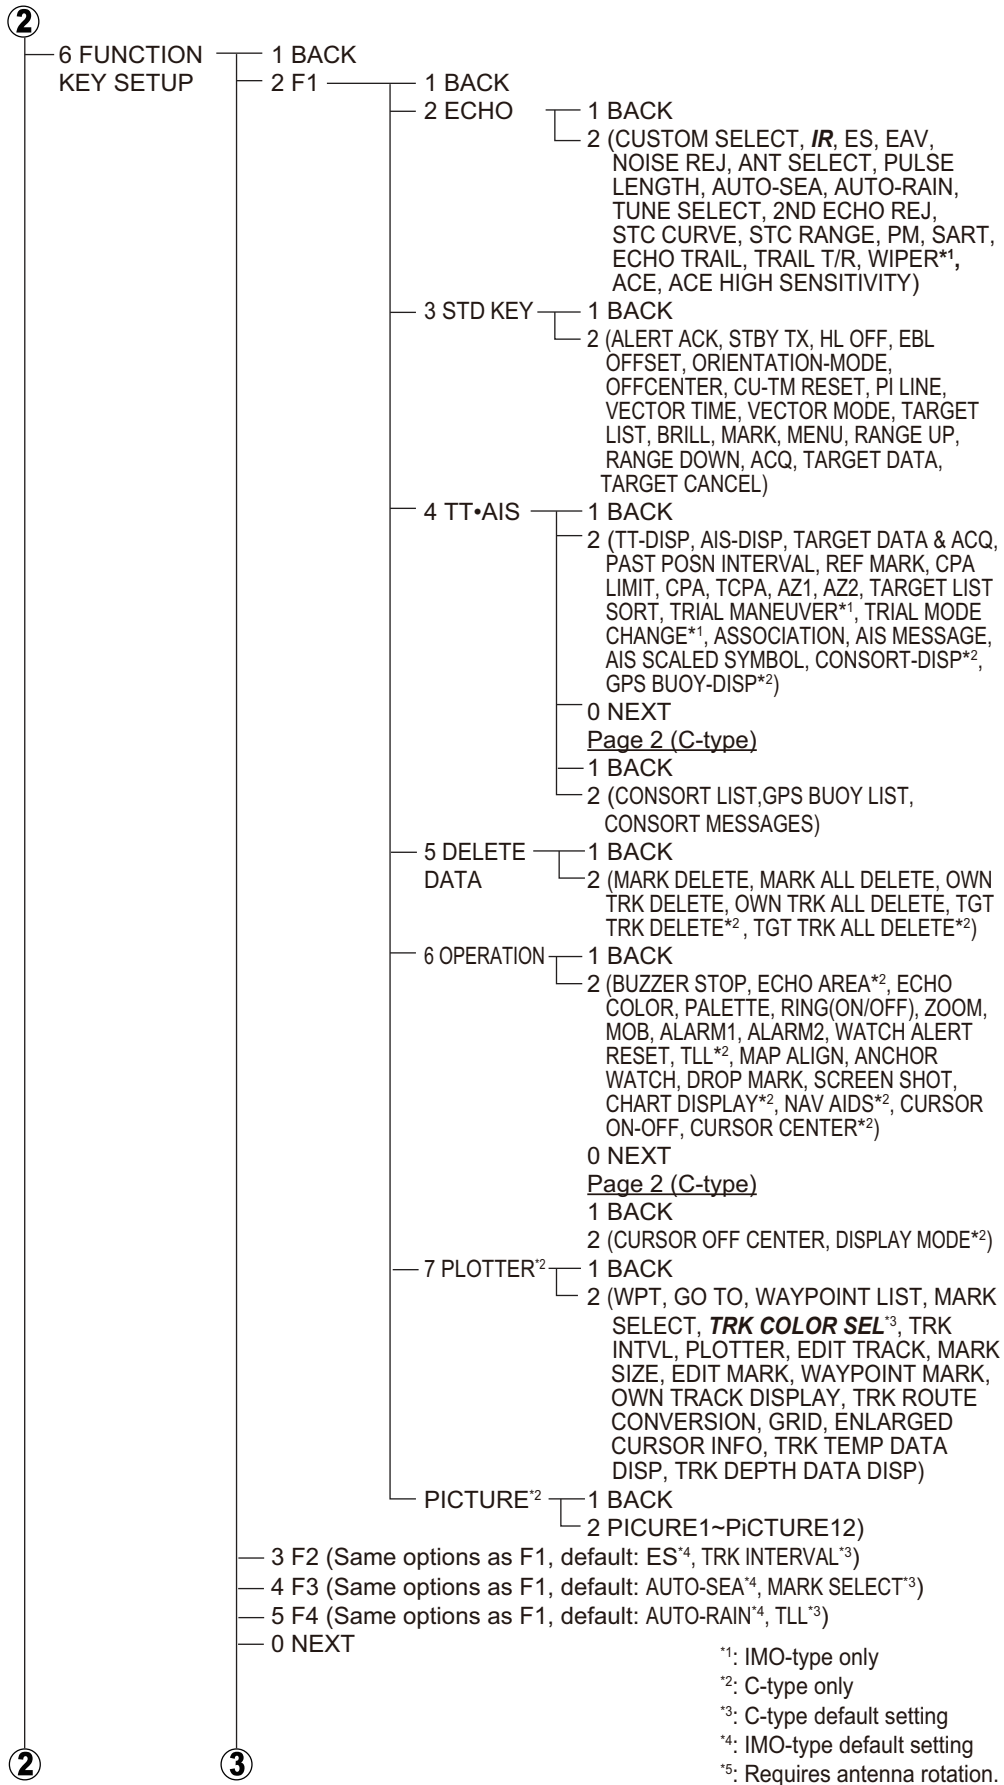 2
6 FUNCTION
KEY SETUP
1 BACK
2 F1
1 BACK
2 ECHO
1 BACK
2 (CUSTOM SELECT, IR, ES, EAV,
NOISE REJ, ANT SELECT, PULSE
LENGTH, AUTO-SEA, AUTO-RAIN,
TUNE SELECT, 2ND ECHO REJ,
STC CURVE, STC RANGE, PM, SART,
ECHO TRAIL, TRAIL T/R, WIPER*1,
ACE, ACE HIGH SENSITIVITY)
3 STD KEY
1 BACK
2 (ALERT ACK, STBY TX, HL OFF, EBL
OFFSET, ORIENTATION-MODE,
OFFCENTER, CU-TM RESET, PI LINE,
VECTOR TIME, VECTOR MODE, TARGET
LIST, BRILL, MARK, MENU, RANGE UP,
RANGE DOWN, ACQ, TARGET DATA,
TARGET CANCEL)
4 TT•AIS
1 BACK
2 (TT-DISP, AIS-DISP, TARGET DATA & ACQ,
PAST POSN INTERVAL, REF MARK, CPA
LIMIT, CPA, TCPA, AZ1, AZ2, TARGET LIST
SORT, TRIAL MANEUVER*1, TRIAL MODE
CHANGE*1, ASSOCIATION, AIS MESSAGE,
AIS SCALED SYMBOL, CONSORT-DISP*2,
GPS BUOY-DISP*2)
0 NEXT
Page 2 (C-type)
1 BACK
2 (CONSORT LIST,GPS BUOY LIST,
CONSORT MESSAGES)
5 DELETE
DATA
1 BACK
2 (MARK DELETE, MARK ALL DELETE, OWN
TRK DELETE, OWN TRK ALL DELETE, TGT
TRK DELETE*2 , TGT TRK ALL DELETE*2)
6 OPERATION
1 BACK
2 (BUZZER STOP, ECHO AREA*2, ECHO
COLOR, PALETTE, RING(ON/OFF), ZOOM,
MOB, ALARM1, ALARM2, WATCH ALERT
RESET, TLL*2, MAP ALIGN, ANCHOR
WATCH, DROP MARK, SCREEN SHOT,
CHART DISPLAY*2, NAV AIDS*2, CURSOR
ON-OFF, CURSOR CENTER*2)
0 NEXT
Page 2 (C-type)
1 BACK
2 (CURSOR OFF CENTER, DISPLAY MODE*2)
7 PLOTTER*2
1 BACK
2 (WPT, GO TO, WAYPOINT LIST, MARK
SELECT, TRK COLOR SEL*3, TRK
INTVL, PLOTTER, EDIT TRACK, MARK
SIZE, EDIT MARK, WAYPOINT MARK,
OWN TRACK DISPLAY, TRK ROUTE
CONVERSION, GRID, ENLARGED
CURSOR INFO, TRK TEMP DATA
DISP, TRK DEPTH DATA DISP)
PICTURE*2
1 BACK
2 PICURE1~PiCTURE12)
3 F2 (Same options as F1, default: ES*4, TRK INTERVAL*3)
4 F3 (Same options as F1, default: AUTO-SEA*4, MARK SELECT*3)
5 F4 (Same options as F1, default: AUTO-RAIN*4, TLL*3)
0 NEXT
*1: IMO-type only
*2: C-type only
*3: C-type default setting
*4: IMO-type default setting
*5: Requires antenna rotation.
2
3